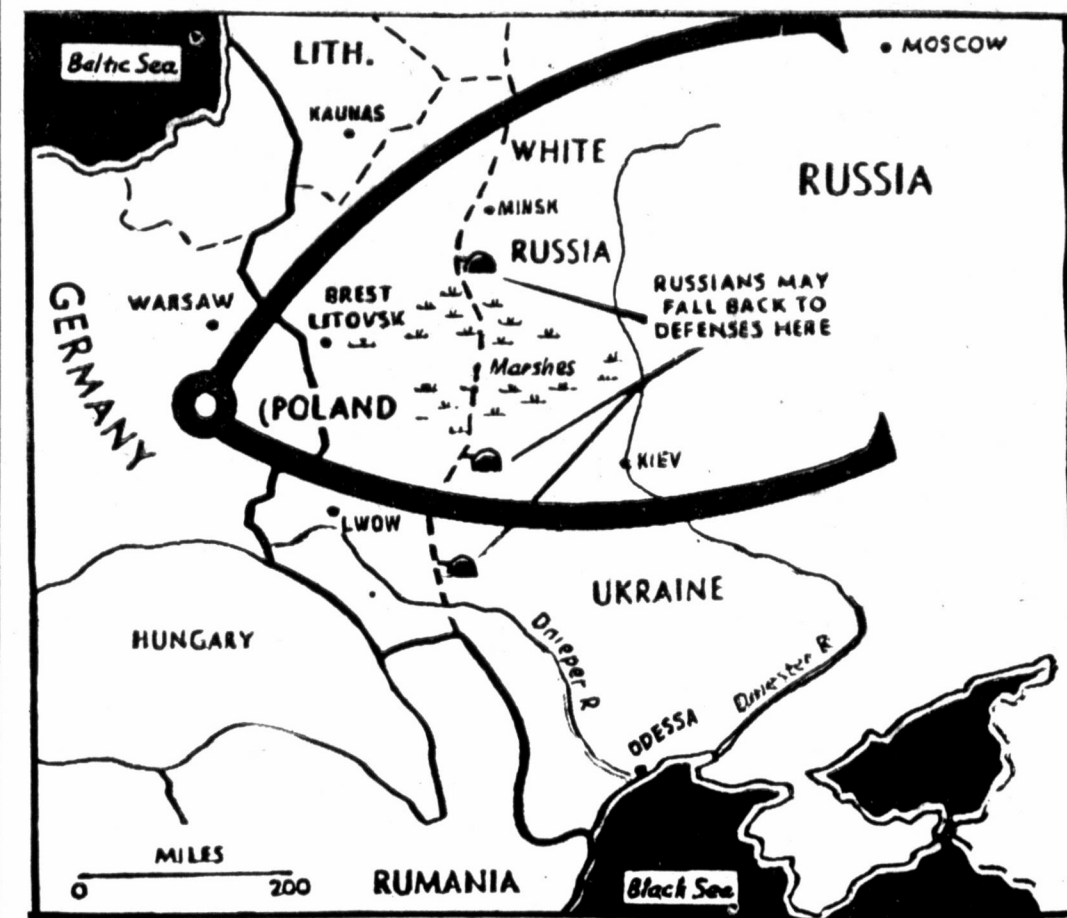 Baltic Sea
LITH.
MOSCOW
KAUNAS
WHITE
RUSSIA
MINSK
RUSSIA
GERMANY
WARSAW
BREST
LITOVSK
RUSSIANS MAY
FALL BACK TO
DEFENSES HERE
Marshes
(POLAND
KIEV
LWOW
UKRAINE
HUNGARY
Dnieper R
Dniester R
ODESSA
MILES
0 200
RUMANIA
Black Sea